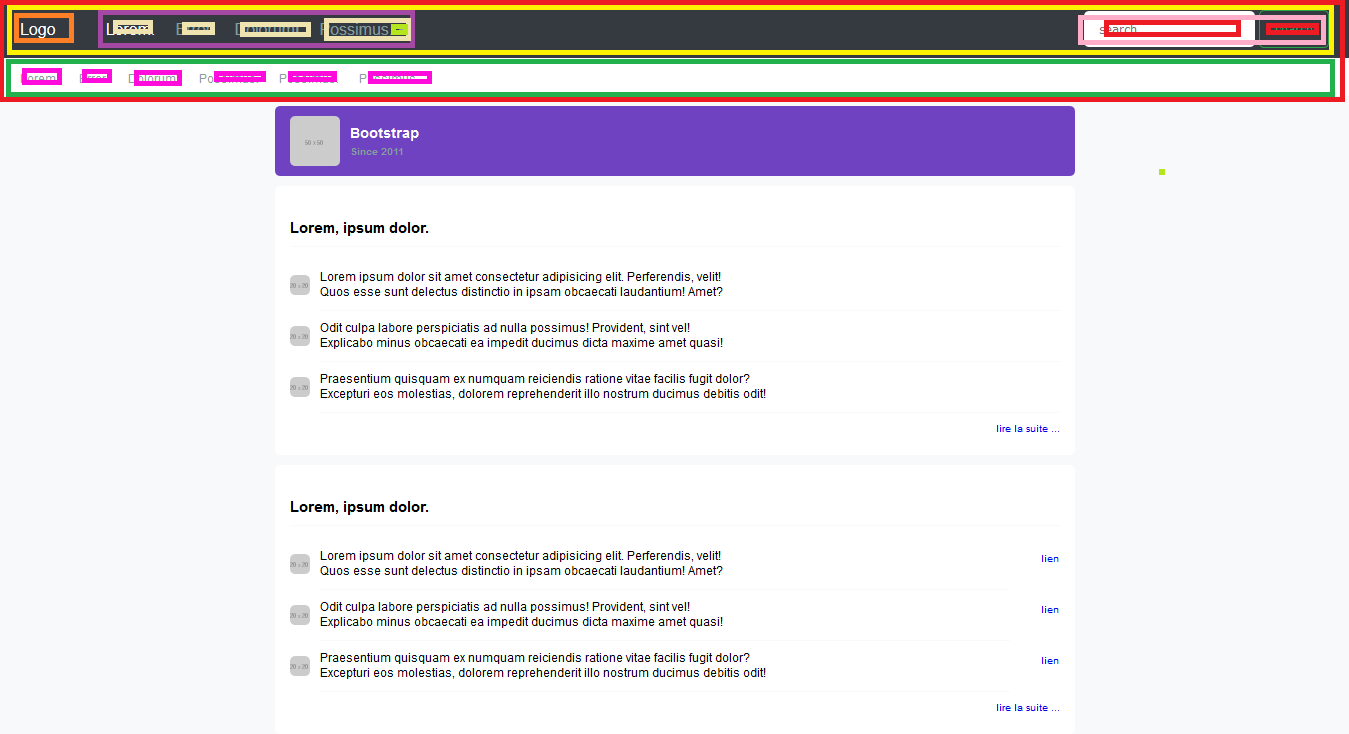 Logo Lorem Error Dolorum Possimus search
Lorem Error Dolorum Possimus Possimus Possimus
50 x 50
Bootstrap
Since 2011
Lorem, ipsum dolor.
20 x 20
Lorem ipsum dolor sit amet consectetur adipisicing elit. Perferendis, velit!
Quos esse sunt delectus distinctio in ipsam obcaecati laudantium! Amet?
20 x 20
Odit culpa labore perspiciatis ad nulla possimus! Provident, sint vel!
Explicabo minus obcaecati ea impedit ducimus dicta maxime amet quasi!
20 x 20
Praesentium quisquam ex numquam reiciendis ratione vitae facilis fugit dolor?
Excepturi eos molestias, dolorem reprehenderit illo nostrum ducimus debitis odit!
lire la suite ...
Lorem, ipsum dolor.
20 x 20
Lorem ipsum dolor sit amet consectetur adipisicing elit. Perferendis, velit!
lien
Quos esse sunt delectus distinctio in ipsam obcaecati laudantium! Amet?
20 x 20
Odit culpa labore perspiciatis ad nulla possimus! Provident, sint vel!
lien
Explicabo minus obcaecati ea impedit ducimus dicta maxime amet quasi!
20 x 20
Praesentium quisquam ex numquam reiciendis ratione vitae facilis fugit dolor?
lien
Excepturi eos molestias, dolorem reprehenderit illo nostrum ducimus debitis odit!
lire la suite ...